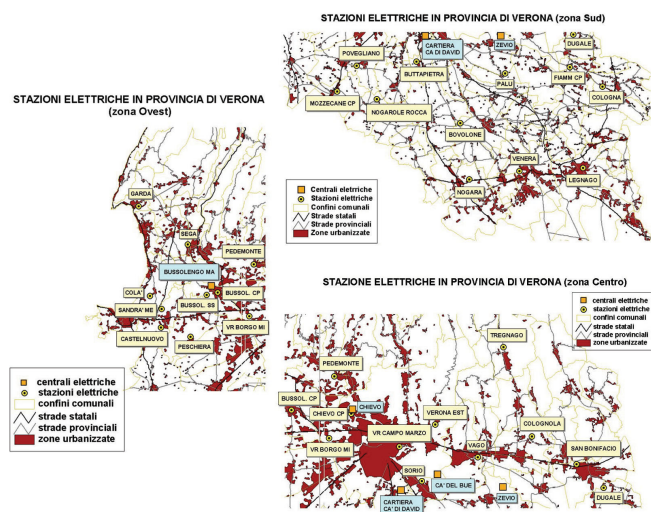 STAZIONI ELETTRICHE IN PROVINCIA DI VERONA
(zona Ovest)
GARDA
SEGA
PEDEMONTE
BUSSOLENGO MA
COLA'
BUSSOL. CP
BUSSOL. SS
SANDRA' ME
VR BORGO MI
CASTELNUOVO
PESCHIERA
centrali elettriche
stazioni elettriche
confini comunali
strade statali
strade provinciali
zone urbanizzate
STAZIONI ELETTRICHE IN PROVINCIA DI VERONA (zona Sud)
CARTIERA
CA DI DAVID
ZEVIO
DUGALE
POVEGLIANO
BUTTAPIETRA
FIAMM CP
PALU
COLOGNA
MOZZECANE CP
NOGAROLE ROCCA
BOVOLONE
VENERA
LEGNAGO
NOGARA
Centrali elettriche
Stazioni elettriche
Confini comunali
Strade statali
Strade provinciali
Zone urbanizzate
STAZIONE ELETTRICHE IN PROVINCIA DI VERONA (zona Centro)
centrali elettriche
stazioni elettriche
confini comunali
strade statali
strade provinciali
zone urbanizzate
TREGNAGO
PEDEMONTE
BUSSOL. CP
CHIEVO
CHIEVO CP
VERONA EST
COLOGNOLA
VR CAMPO MARZO
VR BORGO MI
VAGO
SAN BONIFACIO
SORIO
CA' DEL BUE
ZEVIO
DUGALE
CARTIERA
CA' DI DAVID